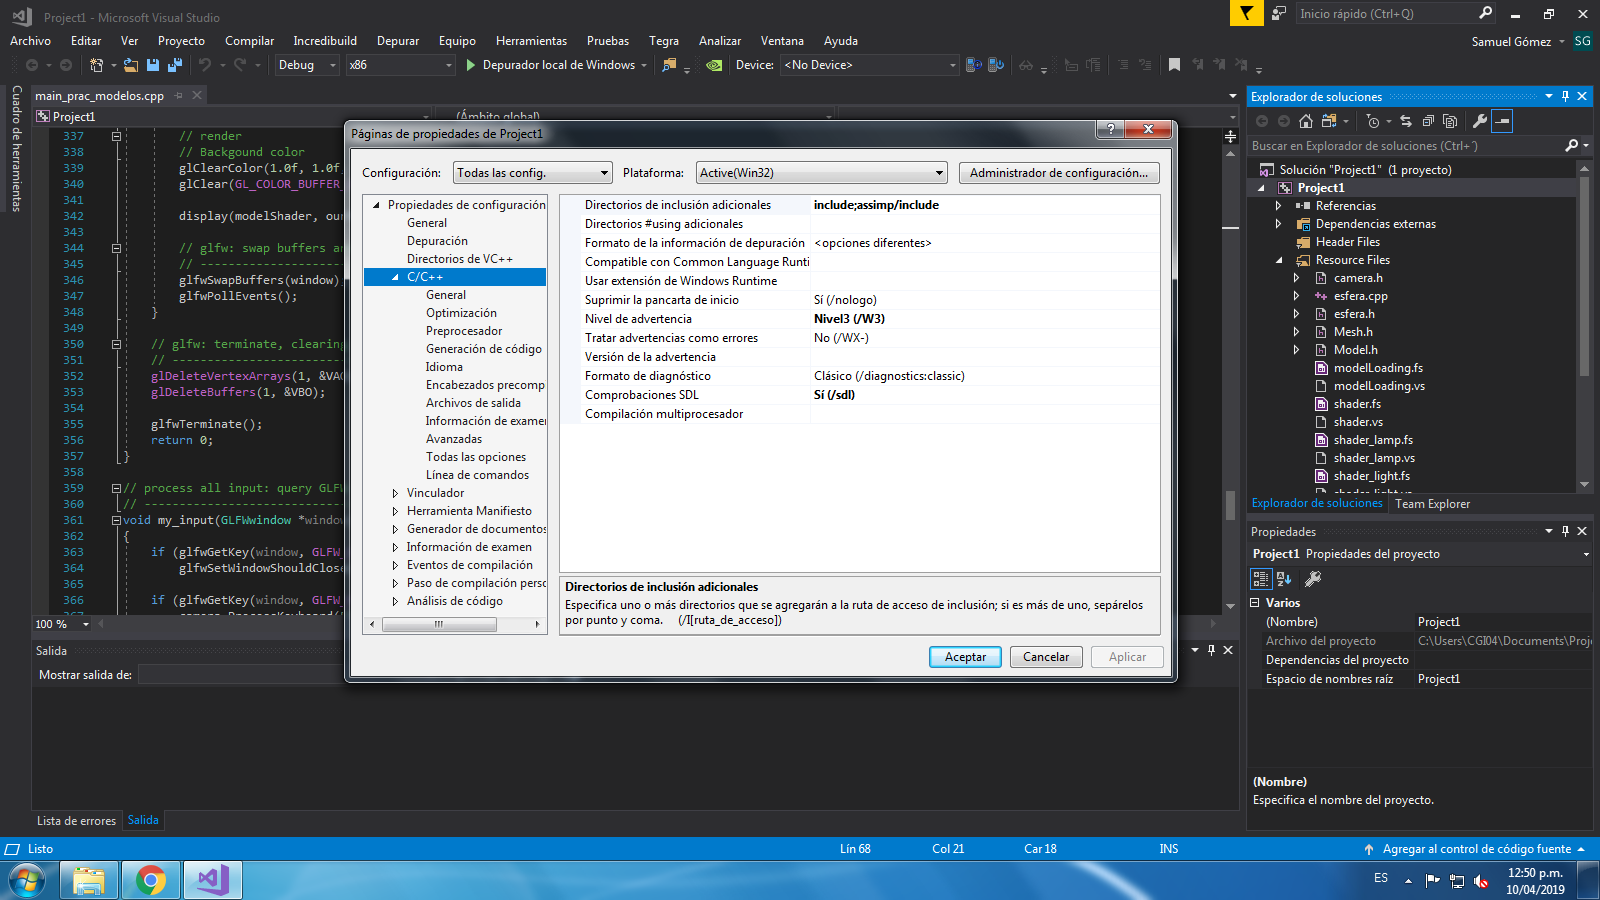 Project1 - Microsoft Visual Studio
Inicio rápido (Ctrl+Q)
Archivo Editar Ver Proyecto Compilar Incredibuild Depurar Equipo Herramientas Pruebas Tegra Analizar Ventana Ayuda
Samuel Gómez SG
Debug x86 Depurador local de Windows Device: <No Device>
Cuadro de herramientas
main_prac_modelos.cpp
Project1
(Ámbito global)
337 // render
338 // Backgound color
339 glClearColor(1.0f, 1.0f
340 glClear(GL_COLOR_BUFFER_
341
342 display(modelShader, our
343
344 // glfw: swap buffers a
345 // -----------------------
346 glfwSwapBuffers(window)
347 glfwPollEvents();
348 }
349
350 // glfw: terminate, clearing
351 // ---------------------------
352 glDeleteVertexArrays(1, &VAO
353 glDeleteBuffers(1, &VBO);
354
355 glfwTerminate();
356 return 0;
357 }
358
359 // process all input: query GLFW
360 // -------------------------------
361 void my_input(GLFWwindow *window
362 {
363 if (glfwGetKey(window, GLFW_
364 glfwSetWindowShouldClose
365
366 if (glfwGetKey(window, GLFW_
100 %
Salida
Mostrar salida de:
Lista de errores Salida
Páginas de propiedades de Project1
Configuración: Todas las config. Plataforma: Active(Win32) Administrador de configuración...
Propiedades de configuración
General
Depuración
Directorios de VC++
C/C++
General
Optimización
Preprocesador
Generación de código
Idioma
Encabezados precomp
Archivos de salida
Información de examen
Avanzadas
Todas las opciones
Línea de comandos
Vinculador
Herramienta Manifiesto
Generador de documentos
Información de examen
Eventos de compilación
Paso de compilación perso
Análisis de código
Directorios de inclusión adicionales include;assimp/include
Directorios #using adicionales
Formato de la información de depuración <opciones diferentes>
Compatible con Common Language Runti
Usar extensión de Windows Runtime
Suprimir la pancarta de inicio Sí (/nologo)
Nivel de advertencia Nivel3 (/W3)
Tratar advertencias como errores No (/WX-)
Versión de la advertencia
Formato de diagnóstico Clásico (/diagnostics:classic)
Comprobaciones SDL Sí (/sdl)
Compilación multiprocesador
Directorios de inclusión adicionales
Especifica uno o más directorios que se agregarán a la ruta de acceso de inclusión; si es más de uno, sepárelos
por punto y coma. (/I[ruta_de_acceso])
Aceptar Cancelar Aplicar
Explorador de soluciones
Buscar en Explorador de soluciones (Ctrl+´)
Solución "Project1" (1 proyecto)
Project1
Referencias
Dependencias externas
Header Files
Resource Files
camera.h
esfera.cpp
esfera.h
Mesh.h
Model.h
modelLoading.fs
modelLoading.vs
shader.fs
shader.vs
shader_lamp.fs
shader_lamp.vs
shader_light.fs
shader_light.vs
Explorador de soluciones Team Explorer
Propiedades
Project1 Propiedades del proyecto
Varios
(Nombre) Project1
Archivo del proyecto C:\Users\CGI04\Documents\Proj
Dependencias del proyecto
Espacio de nombres raíz Project1
(Nombre)
Especifica el nombre del proyecto.
Listo Lín 68 Col 21 Car 18 INS Agregar al control de código fuente
ES
12:50 p.m.
10/04/2019